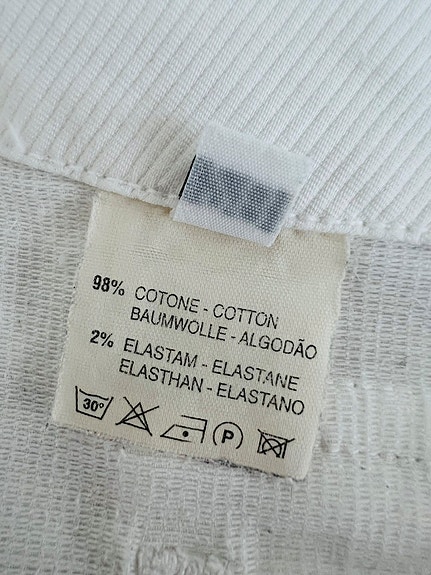 98% COTONE - COTTON
BAUMWOLLE - ALGODÃO
2% ELASTAM - ELASTANE
ELASTHAN - ELASTANO
30° P